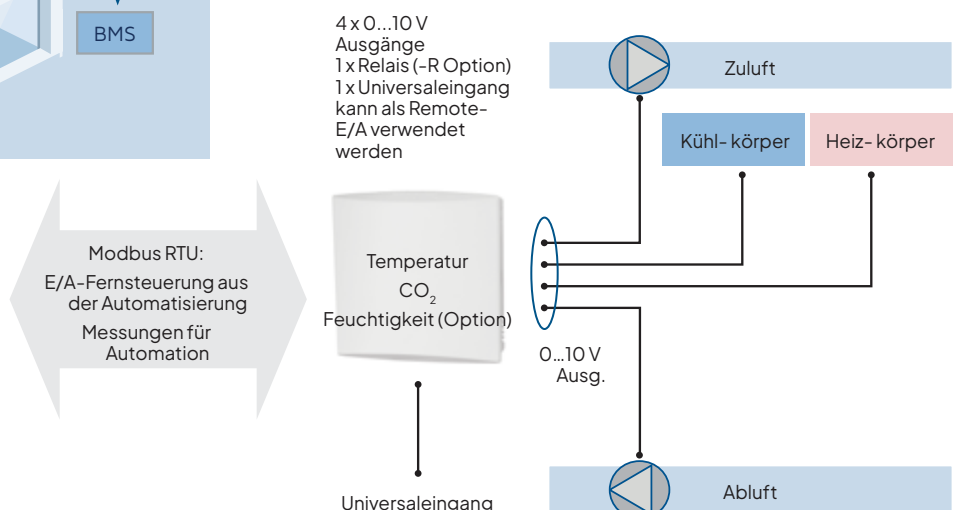 BMS
4 x 0...10 V
Ausgänge
1 x Relais (-R Option)
1 x Universaleingang
kann als Remote-
E/A verwendet
werden
Zuluft
Kühl- körper
Heiz- körper
Modbus RTU:
E/A-Fernsteuerung aus
der Automatisierung
Messungen für
Automation
Temperatur
CO2
Feuchtigkeit (Option)
0...10 V
Ausg.
Universaleingang
Abluft